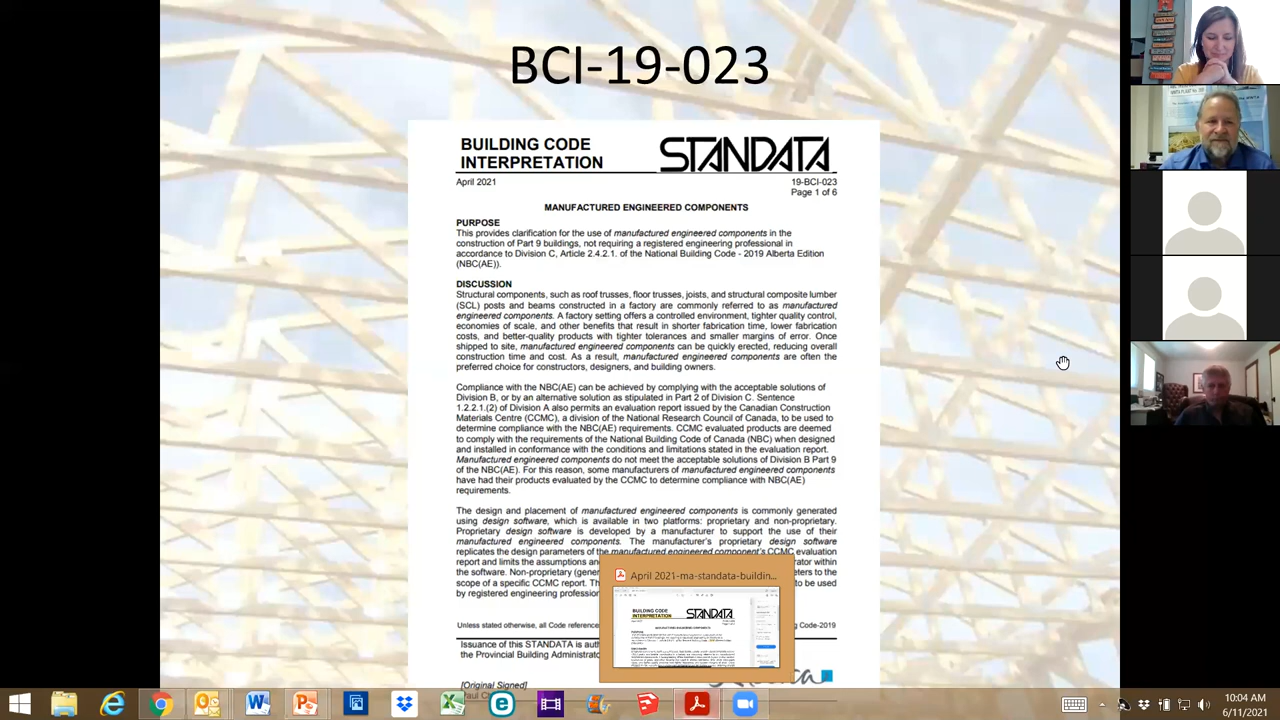 BCI-19-023
BUILDING CODE
INTERPRETATION
STANDATA
April 2021
19-BCI-023
Page 1 of 6
MANUFACTURED ENGINEERED COMPONENTS
PURPOSE
This provides clarification for the use of manufactured engineered components in the
construction of Part 9 buildings, not requiring a registered engineering professional in
accordance to Division C, Article 2.4.2.1. of the National Building Code - 2019 Alberta Edition
(NBC(AE)).
DISCUSSION
Structural components, such as roof trusses, floor trusses, joists, and structural composite lumber
(SCL) posts and beams constructed in a factory are commonly referred to as manufactured
engineered components. A factory setting offers a controlled environment, tighter quality control,
economies of scale, and other benefits that result in shorter fabrication time, lower fabrication
costs, and better-quality products with tighter tolerances and smaller margins of error. Once
shipped to site, manufactured engineered components can be quickly erected, reducing overall
construction time and cost. As a result, manufactured engineered components are often the
preferred choice for constructors, designers, and building owners.
Compliance with the NBC(AE) can be achieved by complying with the acceptable solutions of
Division B, or by an alternative solution as stipulated in Part 2 of Division C. Sentence
1.2.2.1.(2) of Division A also permits an evaluation report issued by the Canadian Construction
Materials Centre (CCMC), a division of the National Research Council of Canada, to be used to
determine compliance with the NBC(AE) requirements. CCMC evaluated products are deemed
to comply with the requirements of the National Building Code of Canada (NBC) when designed
and installed in conformance with the conditions and limitations stated in the evaluation report.
Manufactured engineered components do not meet the acceptable solutions of Division B Part 9
of the NBC(AE). For this reason, some manufacturers of manufactured engineered components
have had their products evaluated by the CCMC to determine compliance with NBC(AE)
requirements.
The design and placement of manufactured engineered components is commonly generated
using design software, which is available in two platforms: proprietary and non-proprietary.
Proprietary design software is developed by a manufacturer to support the use of their
manufactured engineered components. The manufacturer's proprietary design software
replicates the design parameters of the manufactured engineered component's CCMC evaluation
report and limits the assumptions and
the software. Non-proprietary (gener
scope of a specific CCMC report. Th
by registered engineering profession
rator within
eters to the
to be used
Unless stated otherwise, all Code reference
g Code-2019
Issuance of this STANDATA is auth
the Provincial Building Administrato
[Original Signed]
April 2021-ma-standata-buildin...
BUILDING CODE
INTERPRETATION
STANDATA
10:04 AM
6/11/2021